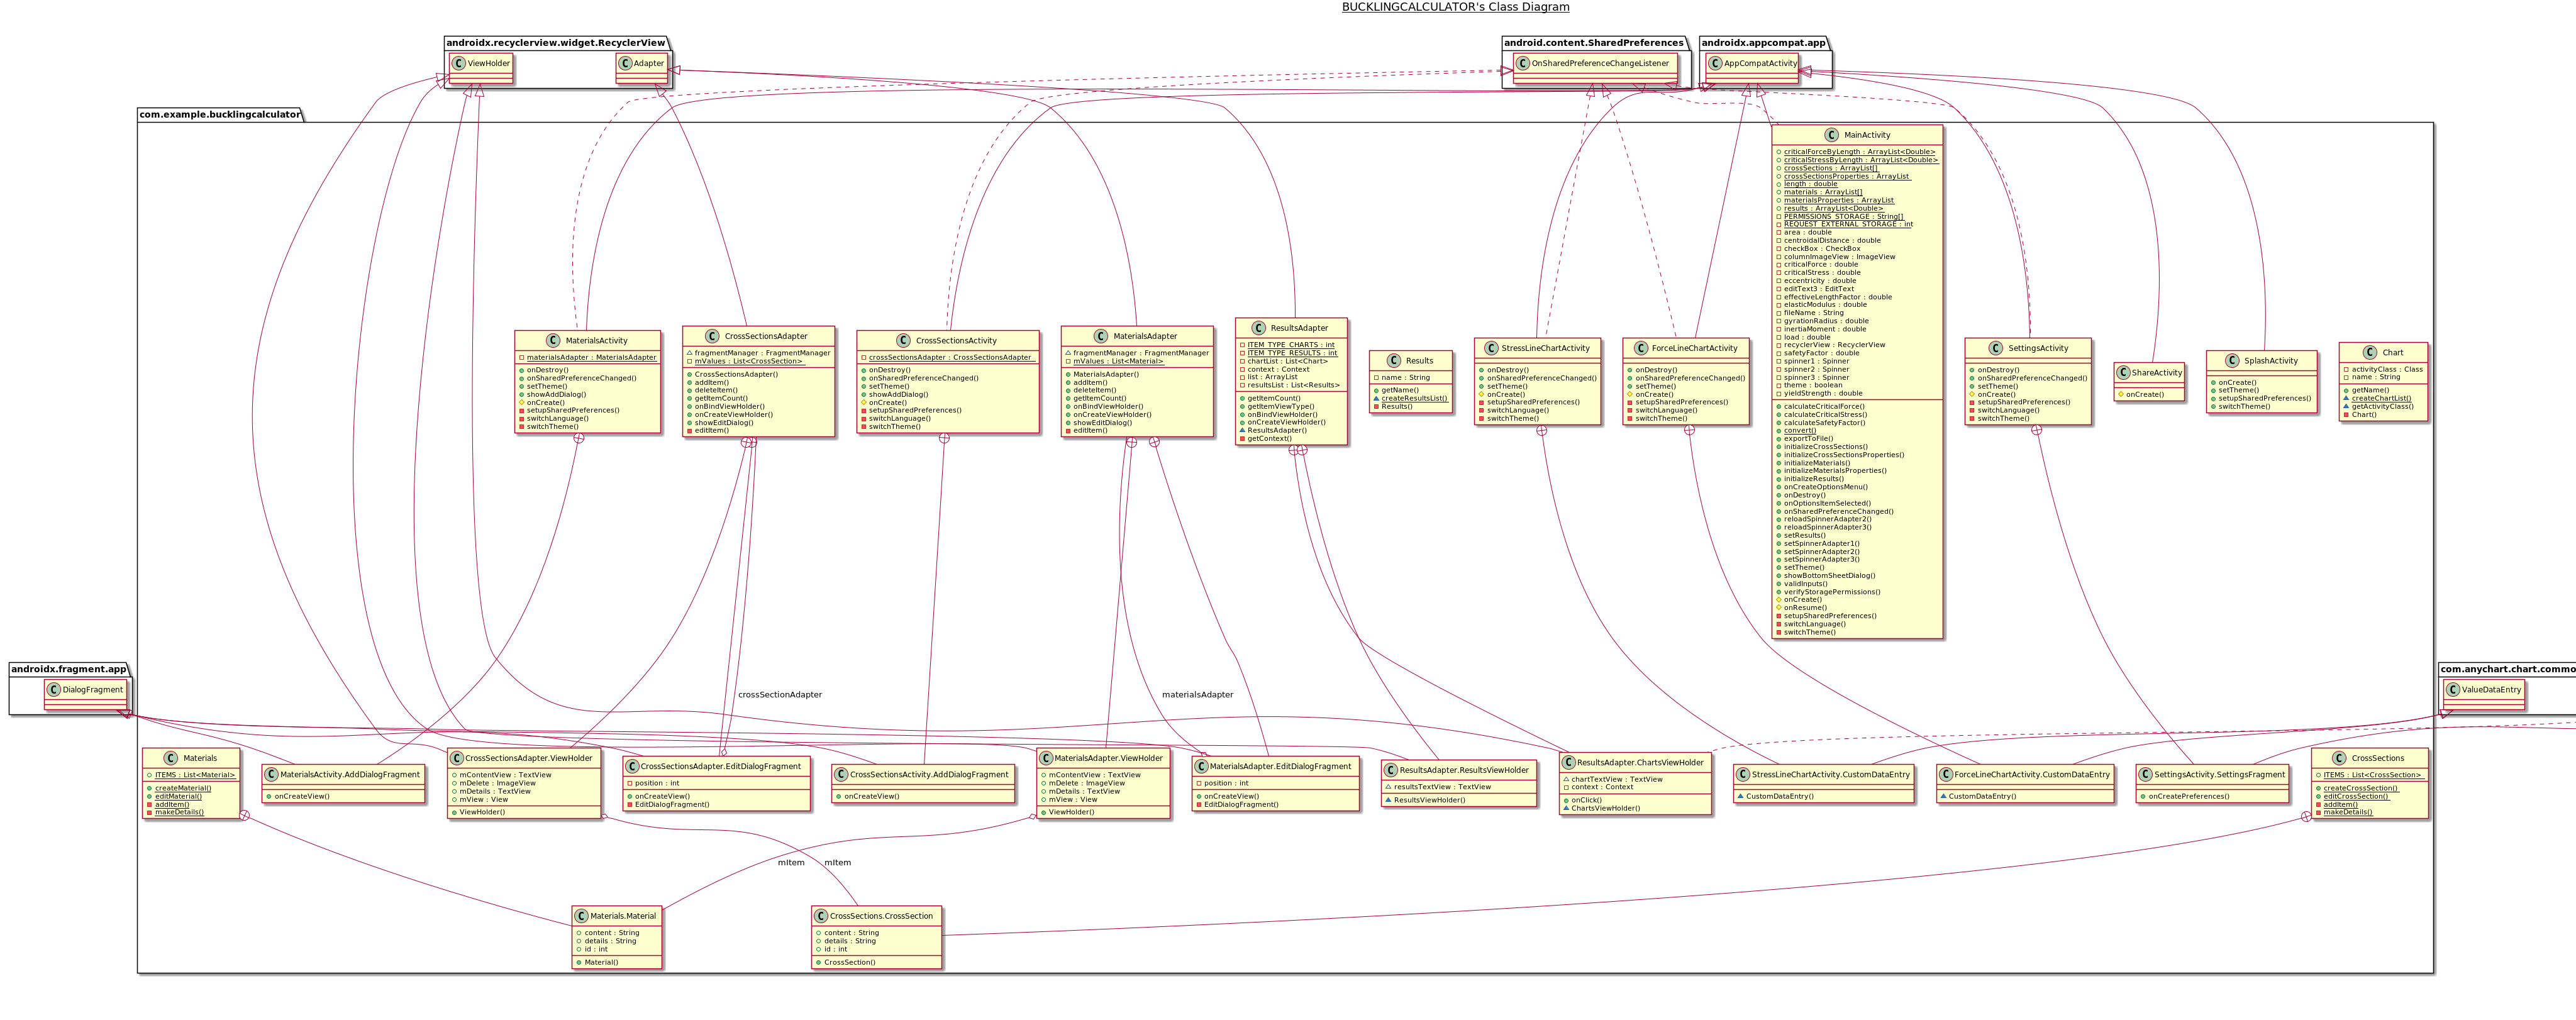 BUCKLINGCALCULATOR's Class Diagram
androidx.recyclerview.widget.RecyclerView
ViewHolder
Adapter
android.content.SharedPreferences
OnSharedPreferenceChangeListener
androidx.appcompat.app
AppCompatActivity
com.example.bucklingcalculator
MainActivity
criticalForceByLength : ArrayList<Double>
criticalStressByLength : ArrayList<Double>
crossSections : ArrayList[]
crossSectionsProperties : ArrayList
length : double
materials : ArrayList[]
materialsProperties : ArrayList
results : ArrayList<Double>
PERMISSIONS_STORAGE : String[]
REQUEST_EXTERNAL_STORAGE : int
area : double
centroidalDistance : double
checkBox : CheckBox
columnImageView : ImageView
criticalForce : double
criticalStress : double
eccentricity : double
editText3 : EditText
effectiveLengthFactor : double
elasticModulus : double
fileName : String
gyrationRadius : double
inertiaMoment : double
load : double
recyclerView : RecyclerView
safetyFactor : double
spinner1 : Spinner
spinner2 : Spinner
spinner3 : Spinner
theme : boolean
yieldStrength : double
calculateCriticalForce()
calculateCriticalStress()
calculateSafetyFactor()
convert()
exportToFile()
initializeCrossSections()
initializeCrossSectionsProperties()
initializeMaterials()
initializeMaterialsProperties()
initializeResults()
onCreateOptionsMenu()
onDestroy()
onOptionsItemSelected()
onSharedPreferenceChanged()
reloadSpinnerAdapter2()
reloadSpinnerAdapter3()
setResults()
setSpinnerAdapter1()
setSpinnerAdapter2()
setSpinnerAdapter3()
setTheme()
showBottomSheetDialog()
validInputs()
verifyStoragePermissions()
onCreate()
onResume()
setupSharedPreferences()
switchLanguage()
switchTheme()
MaterialsActivity
materialsAdapter : MaterialsAdapter
onDestroy()
onSharedPreferenceChanged()
setTheme()
showAddDialog()
onCreate()
setupSharedPreferences()
switchLanguage()
switchTheme()
CrossSectionsAdapter
fragmentManager : FragmentManager
mValues : List<CrossSection>
CrossSectionsAdapter()
addItem()
deleteItem()
getItemCount()
onBindViewHolder()
onCreateViewHolder()
showEditDialog()
editItem()
CrossSectionsActivity
crossSectionsAdapter : CrossSectionsAdapter
onDestroy()
onSharedPreferenceChanged()
setTheme()
showAddDialog()
onCreate()
setupSharedPreferences()
switchLanguage()
switchTheme()
MaterialsAdapter
fragmentManager : FragmentManager
mValues : List<Material>
MaterialsAdapter()
addItem()
deleteItem()
getItemCount()
onBindViewHolder()
onCreateViewHolder()
showEditDialog()
editItem()
ResultsAdapter
ITEM_TYPE_CHARTS : int
ITEM_TYPE_RESULTS : int
chartList : List<Chart>
context : Context
list : ArrayList
resultsList : List<Results>
getItemCount()
getItemViewType()
onBindViewHolder()
onCreateViewHolder()
ResultsAdapter()
getContext()
Results
name : String
getName()
createResultsList()
Results()
StressLineChartActivity
onDestroy()
onSharedPreferenceChanged()
setTheme()
onCreate()
setupSharedPreferences()
switchLanguage()
switchTheme()
ForceLineChartActivity
onDestroy()
onSharedPreferenceChanged()
setTheme()
onCreate()
setupSharedPreferences()
switchLanguage()
switchTheme()
SettingsActivity
onDestroy()
onSharedPreferenceChanged()
setTheme()
onCreate()
setupSharedPreferences()
switchLanguage()
switchTheme()
ShareActivity
onCreate()
SplashActivity
onCreate()
setTheme()
setupSharedPreferences()
switchTheme()
Chart
activityClass : Class
name : String
getName()
createChartList()
getActivityClass()
Chart()
androidx.fragment.app
DialogFragment
com.anychart.chart.commo
ValueDataEntry
crossSectionAdapter
materialsAdapter
Materials
ITEMS : List<Material>
createMaterial()
editMaterial()
addItem()
makeDetails()
MaterialsActivity.AddDialogFragment
onCreateView()
CrossSectionsAdapter.ViewHolder
mContentView : TextView
mDelete : ImageView
mDetails : TextView
mView : View
ViewHolder()
CrossSectionsAdapter.EditDialogFragment
position : int
onCreateView()
EditDialogFragment()
CrossSectionsActivity.AddDialogFragment
onCreateView()
MaterialsAdapter.ViewHolder
mContentView : TextView
mDelete : ImageView
mDetails : TextView
mView : View
ViewHolder()
MaterialsAdapter.EditDialogFragment
position : int
onCreateView()
EditDialogFragment()
ResultsAdapter.ResultsViewHolder
resultsTextView : TextView
ResultsViewHolder()
ResultsAdapter.ChartsViewHolder
chartTextView : TextView
context : Context
onClick()
ChartsViewHolder()
StressLineChartActivity.CustomDataEntry
CustomDataEntry()
ForceLineChartActivity.CustomDataEntry
CustomDataEntry()
SettingsActivity.SettingsFragment
onCreatePreferences()
CrossSections
ITEMS : List<CrossSection>
createCrossSection()
editCrossSection()
addItem()
makeDetails()
mItem
mItem
Materials.Material
content : String
details : String
id : int
Material()
CrossSections.CrossSection
content : String
details : String
id : int
CrossSection()